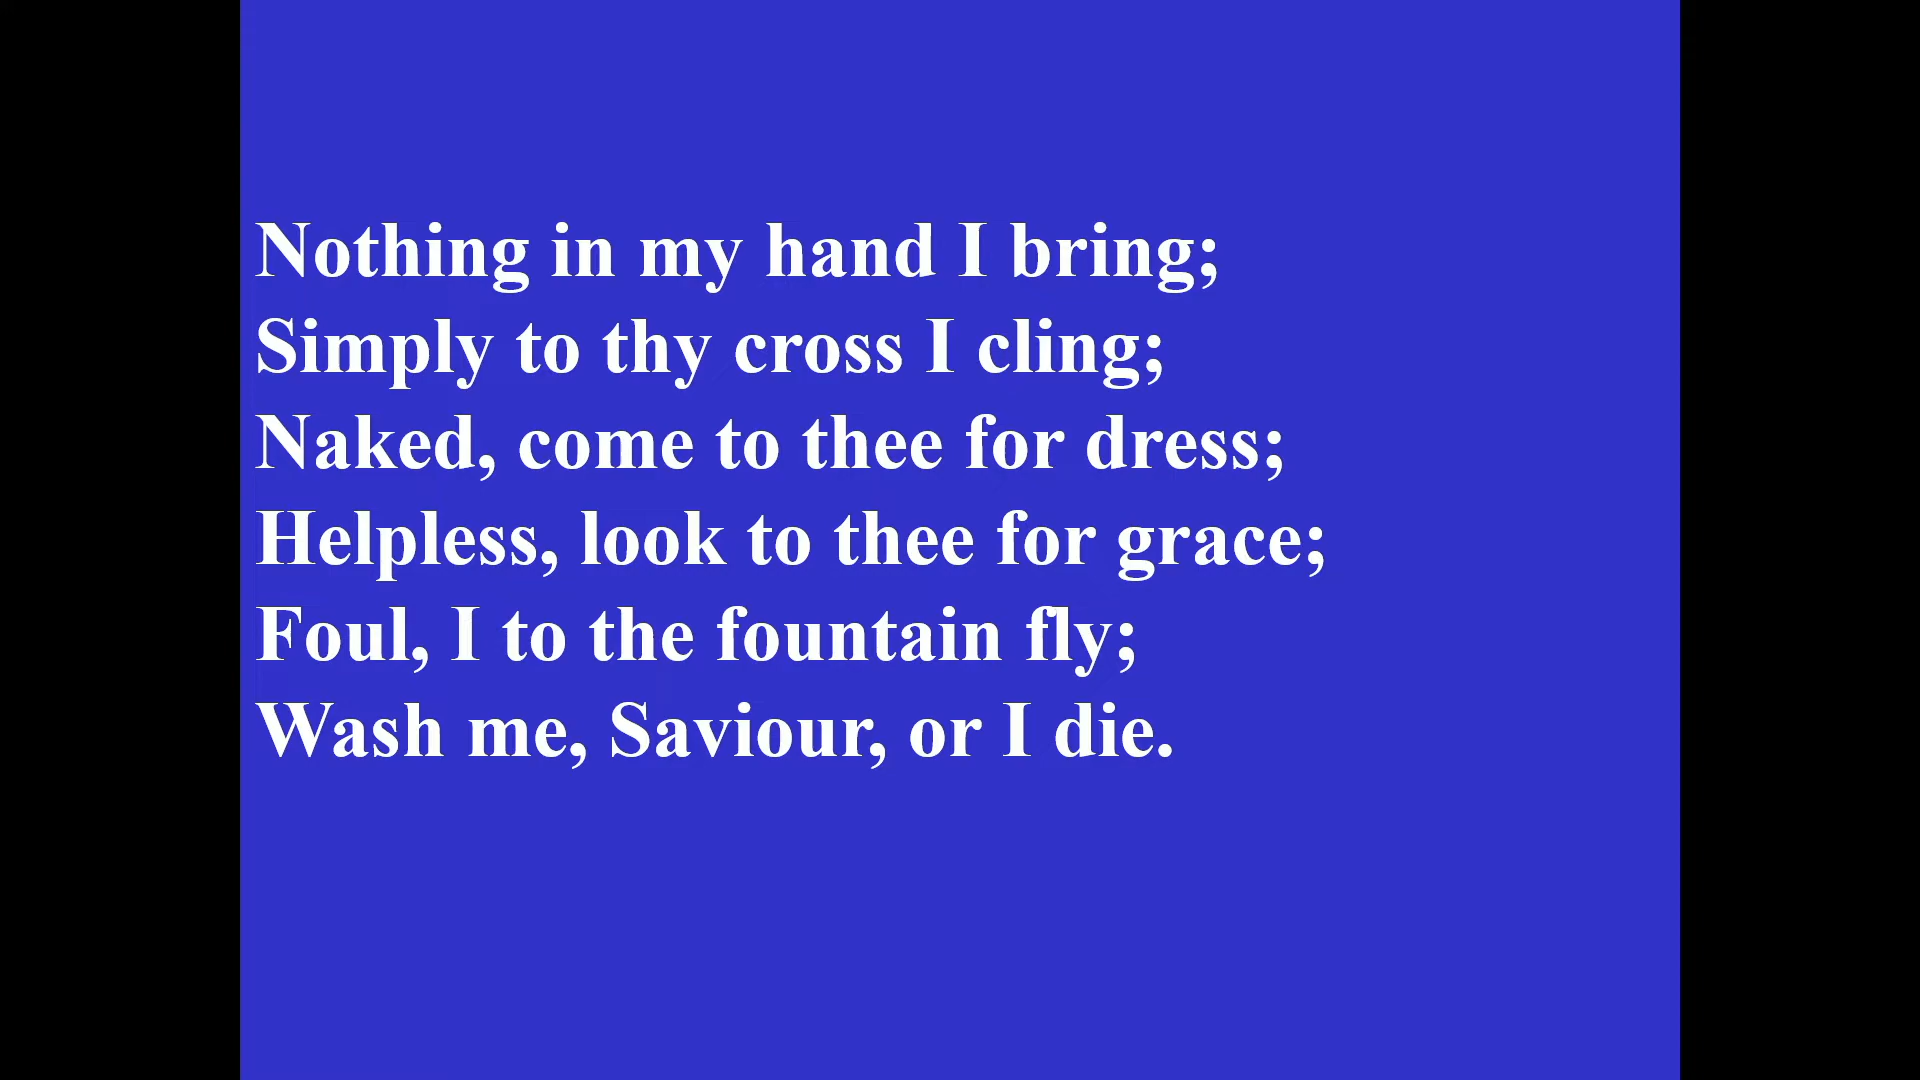 Nothing in my hand I bring;
Simply to thy cross I cling;
Naked, come to thee for dress;
Helpless, look to thee for grace;
Foul, I to the fountain fly;
Wash me, Saviour, or I die.